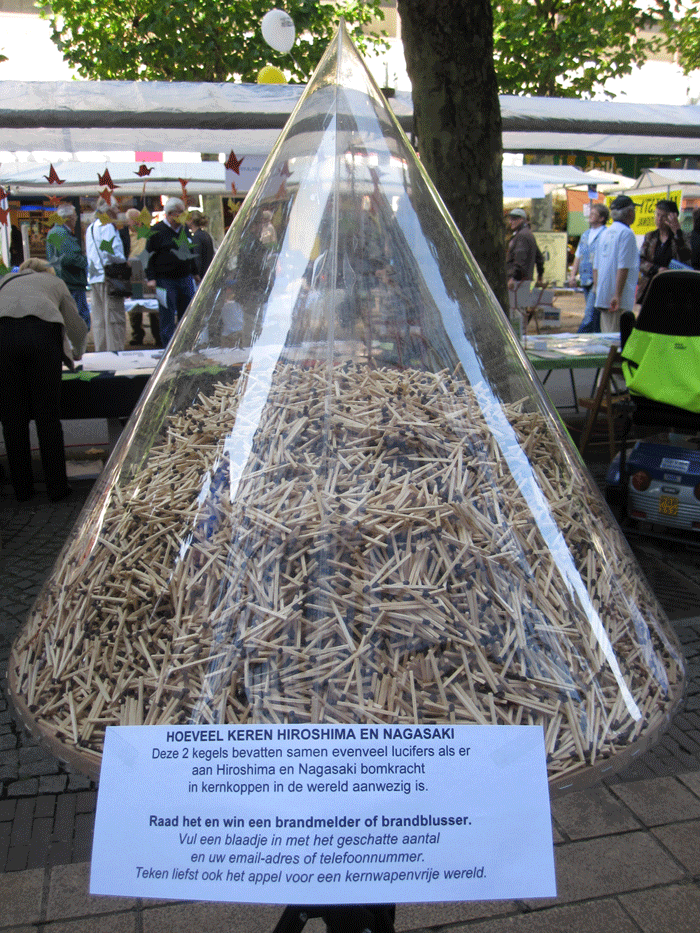 HOEVEEL KEREN HIROSHIMA EN NAGASAKI
Deze 2 kegels bevatten samen evenveel lucifers als er
aan Hiroshima en Nagasaki bomkracht
in kernkoppen in de wereld aanwezig is.
Raad het en win een brandmelder of brandblusser.
Vul een blaadje in met het geschatte aantal
en uw email-adres of telefoonnummer.
Teken liefst ook het appel voor een kernwapenvrije wereld.